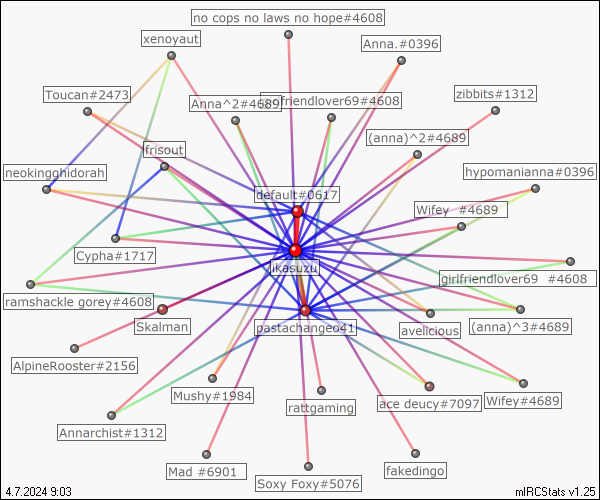 no cops no laws no hope#4608
xenoyaut
Anna.#0396
Toucan#2473
Anna^2#4689
friendlover69#4608
zibbits#1312
(anna)^2#4689
frisout
neokingghidorah
hypomanianna#0396
default#0617
Wifey #4689
Cypha#1717
ikasuzu
girlfriendlover69 #4608
ramshackle gorey#4608
Skalman
pastachange041
avelicious
(anna)^3#4689
AlpineRooster#2156
Mushy#1984
rattgaming
ace deucy#7097
Wifey#4689
Annarchist#1312
Mad #6901
Soxy Foxy#5076
fakedingo
4.7.2024 9:03
mIRCStats v1.25